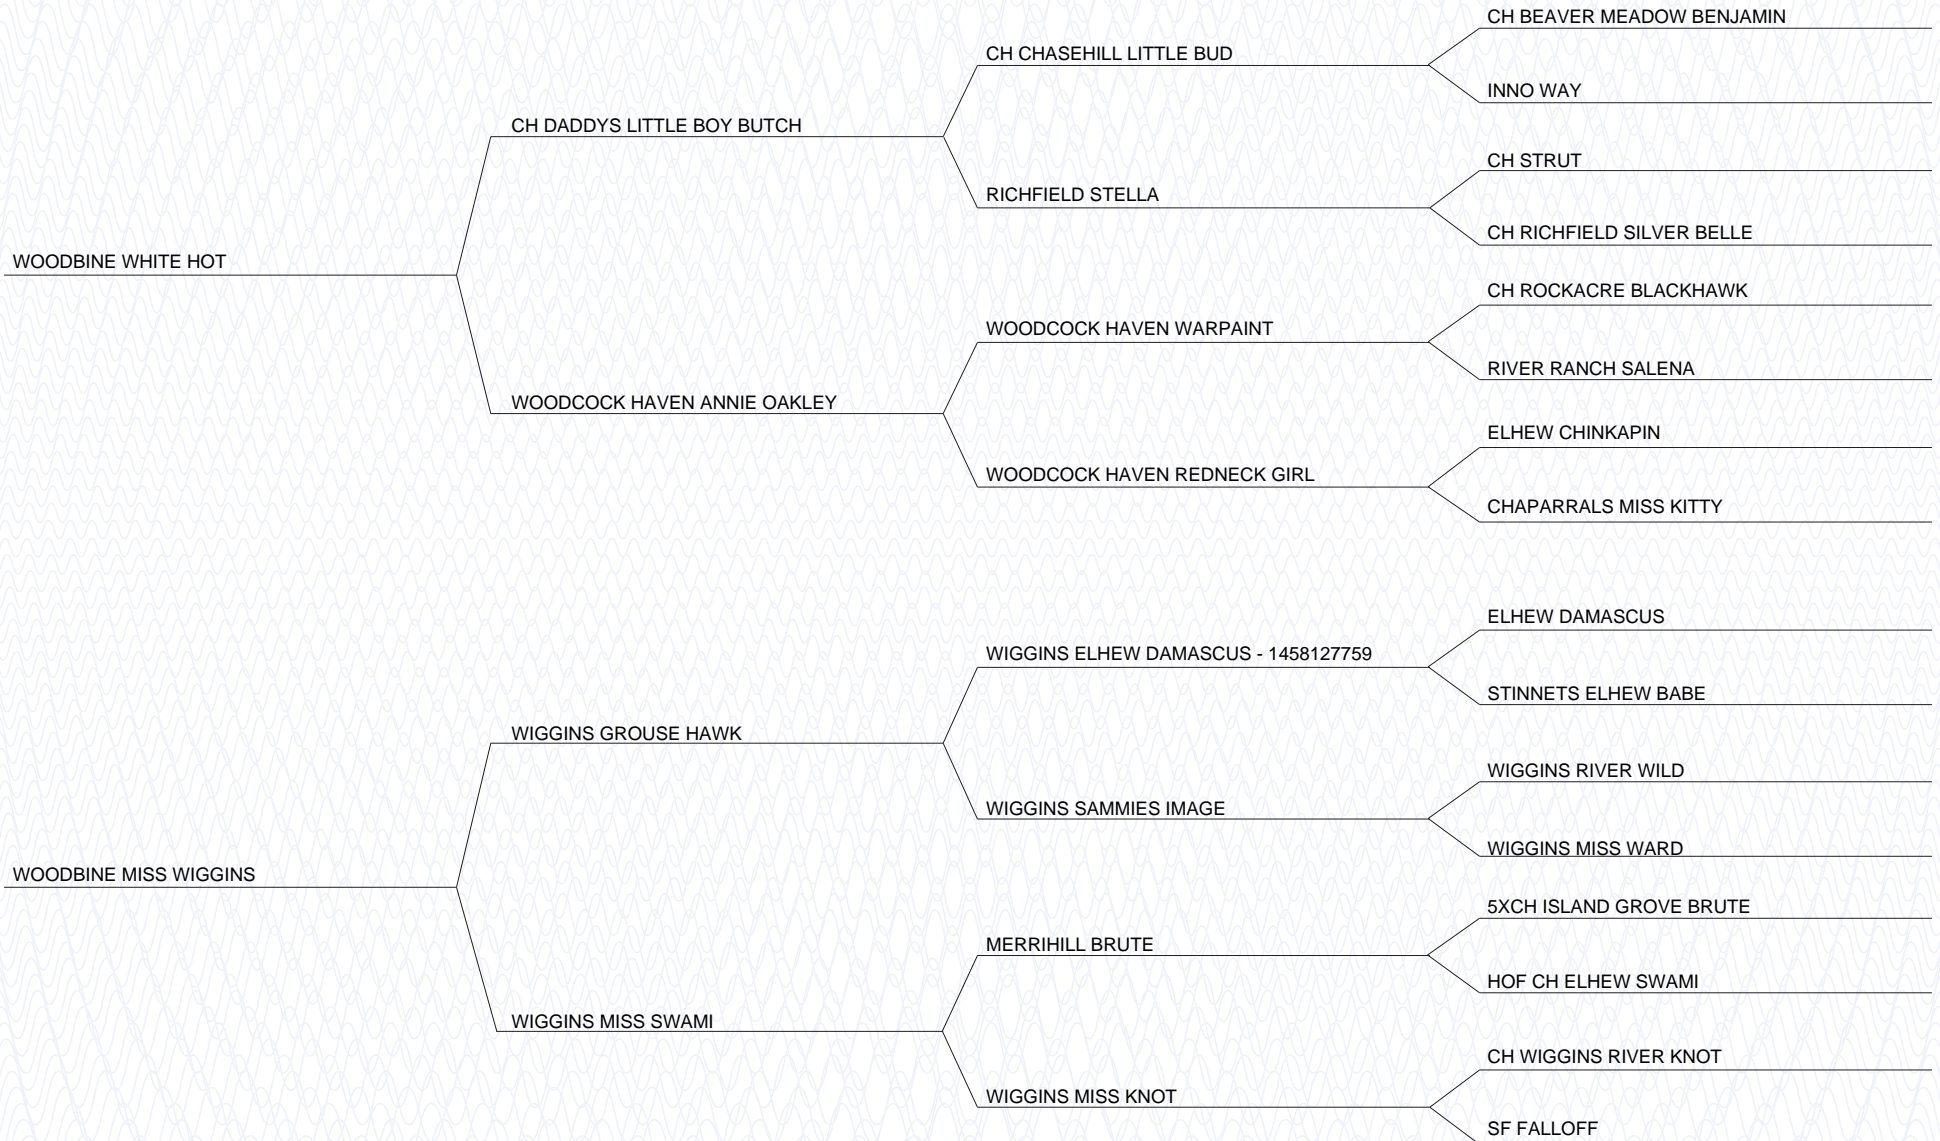 CH BEAVER MEADOW BENJAMIN
CH CHASEHILL LITTLE BUD
INNO WAY
CH DADDYS LITTLE BOY BUTCH
CH STRUT
RICHFIELD STELLA
CH RICHFIELD SILVER BELLE
WOODBINE WHITE HOT
CH ROCKACRE BLACKHAWK
WOODCOCK HAVEN WARPAINT
RIVER RANCH SALENA
WOODCOCK HAVEN ANNIE OAKLEY
ELHEW CHINKAPIN
WOODCOCK HAVEN REDNECK GIRL
CHAPARRALS MISS KITTY
ELHEW DAMASCUS
WIGGINS ELHEW DAMASCUS - 1458127759
STINNETS ELHEW BABE
WIGGINS GROUSE HAWK
WIGGINS RIVER WILD
WIGGINS SAMMIES IMAGE
WIGGINS MISS WARD
WOODBINE MISS WIGGINS
5XCH ISLAND GROVE BRUTE
MERRIHILL BRUTE
HOF CH ELHEW SWAMI
WIGGINS MISS SWAMI
CH WIGGINS RIVER KNOT
WIGGINS MISS KNOT
SF FALLOFF